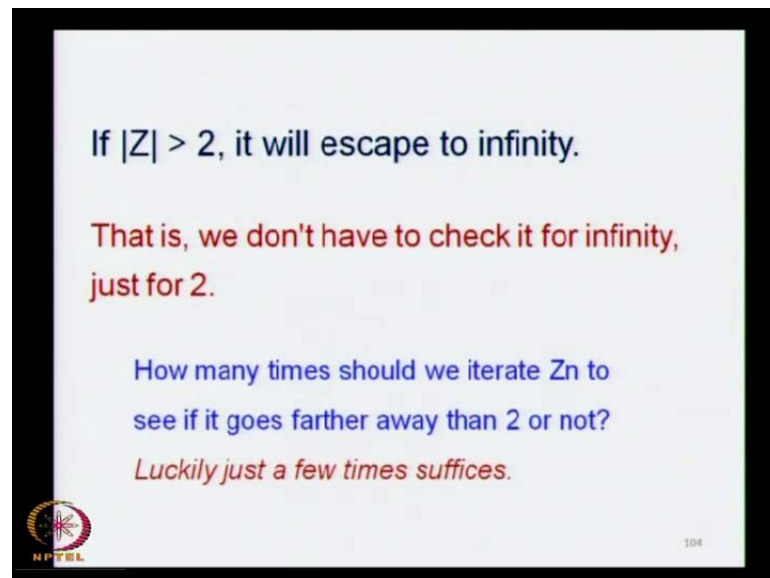 If |Z| > 2, it will escape to infinity.
That is, we don't have to check it for infinity,
just for 2.
How many times should we iterate Zn to
see if it goes farther away than 2 or not?
Luckily just a few times suffices.
NPTEL
104